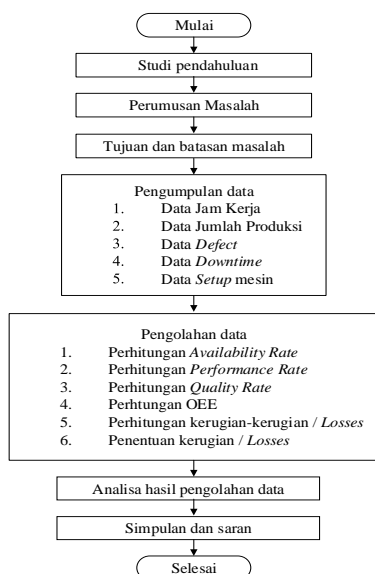 Mulai
Studi pendahuluan
Perumusan Masalah
Tujuan dan batasan masalah
Pengumpulan data
1. Data Jam Kerja
2. Data Jumlah Produksi
3. Data Defect
4. Data Downtime
5. Data Setup mesin
Pengolahan data
1. Perhitungan Availability Rate
2. Perhitungan Performance Rate
3. Perhitungan Quality Rate
4. Perhtungan OEE
5. Perhitungan kerugian-kerugian / Losses
6. Penentuan kerugian / Losses
Analisa hasil pengolahan data
Simpulan dan saran
Selesai